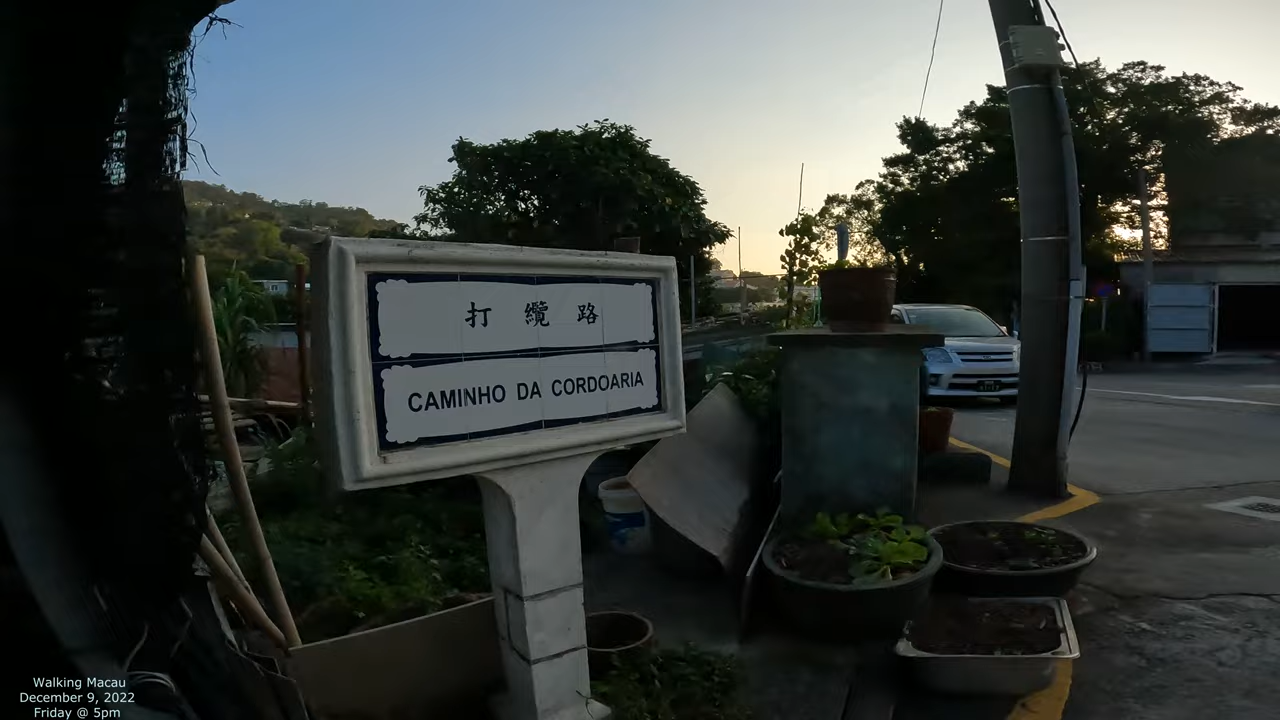 打纜路
CAMINHO DA CORDOARIA
Walking Macau
December 9, 2022
Friday @ 5pm